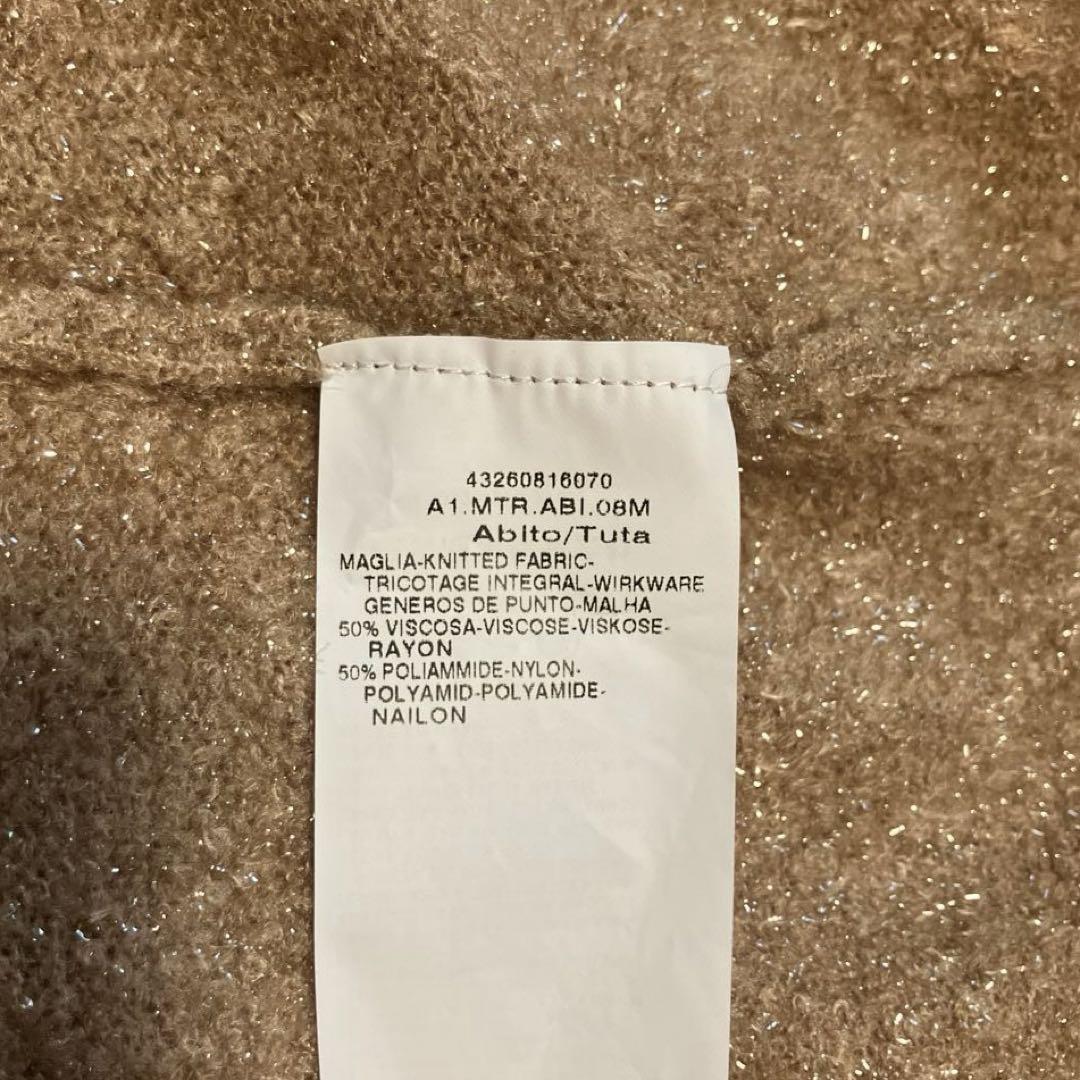 43260816070
A1.MTR.ABI.08M
Abito/Tuta
MAGLIA-KNITTED FABRIC-
TRICOTAGE INTEGRAL-WIRKWARE
GENEROS DE PUNTO-MALHA
50% VISCOSA-VISCOSE-VISKOSE-
RAYON
50% POLIAMMIDE-NYLON-
POLYAMID-POLYAMIDE-
NAILON